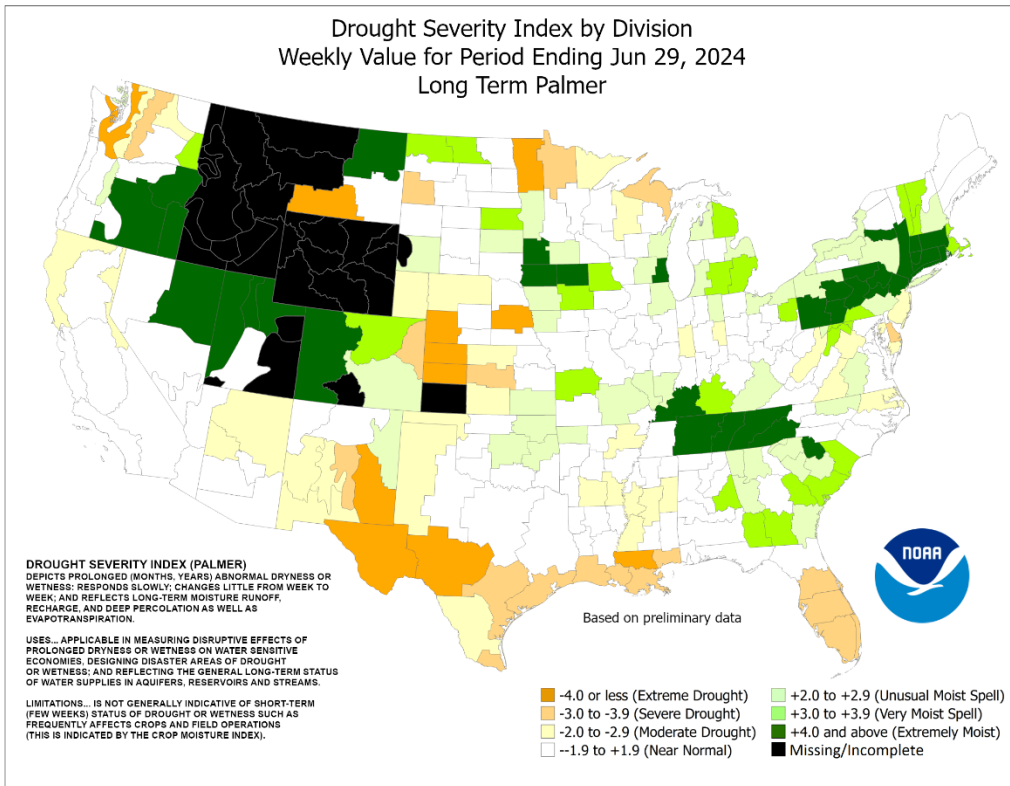 Drought Severity Index by Division
Weekly Value for Period Ending Jun 29, 2024
Long Term Palmer
DROUGHT SEVERITY INDEX (PALMER)
DEPICTS PROLONGED (MONTHS, YEARS) ABNORMAL DRYNESS OR
WETNESS: RESPONDS SLOWLY; CHANGES LITTLE FROM WEEK TO
WEEK; AND REFLECTS LONG-TERM MOISTURE RUNOFF,
RECHARGE, AND DEEP PERCOLATION AS WELL AS
EVAPOTRANSPIRATION.
USES... APPLICABLE IN MEASURING DISRUPTIVE EFFECTS OF
PROLONGED DRYNESS OR WETNESS ON WATER SENSITIVE
ECONOMIES, DESIGNING DISASTER AREAS OF DROUGHT
OR WETNESS; AND REFLECTING THE GENERAL LONG-TERM STATUS
OF WATER SUPPLIES IN AQUIFERS, RESERVOIRS AND STREAMS.
LIMITATIONS... IS NOT GENERALLY INDICATIVE OF SHORT-TERM
(FEW WEEKS) STATUS OF DROUGHT OR WETNESS SUCH AS
FREQUENTLY AFFECTS CROPS AND FIELD OPERATIONS
(THIS IS INDICATED BY THE CROP MOISTURE INDEX).
NOAA
Based on preliminary data
-4.0 or less (Extreme Drought)
-3.0 to -3.9 (Severe Drought)
-2.0 to -2.9 (Moderate Drought)
--1.9 to +1.9 (Near Normal)
+2.0 to +2.9 (Unusual Moist Spell)
+3.0 to +3.9 (Very Moist Spell)
+4.0 and above (Extremely Moist)
Missing/Incomplete